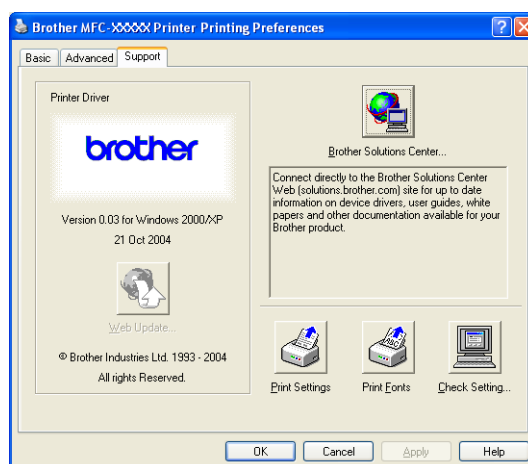 Brother MFC-XXXXX Printer Printing Preferences
Basic
Advanced
Support
Printer Driver
brother
Version 0.03 for Windows 2000/XP
21 Oct 2004
Web Update...
© Brother Industries Ltd. 1993 - 2004
All rights Reserved.
Brother Solutions Center...
Connect directly to the Brother Solutions Center
Web (solutions.brother.com) site for up to date
information on device drivers, user guides, white
papers and other documentation available for your
Brother product.
Print Settings
Print Fonts
Check Setting...
OK
Cancel
Apply
Help